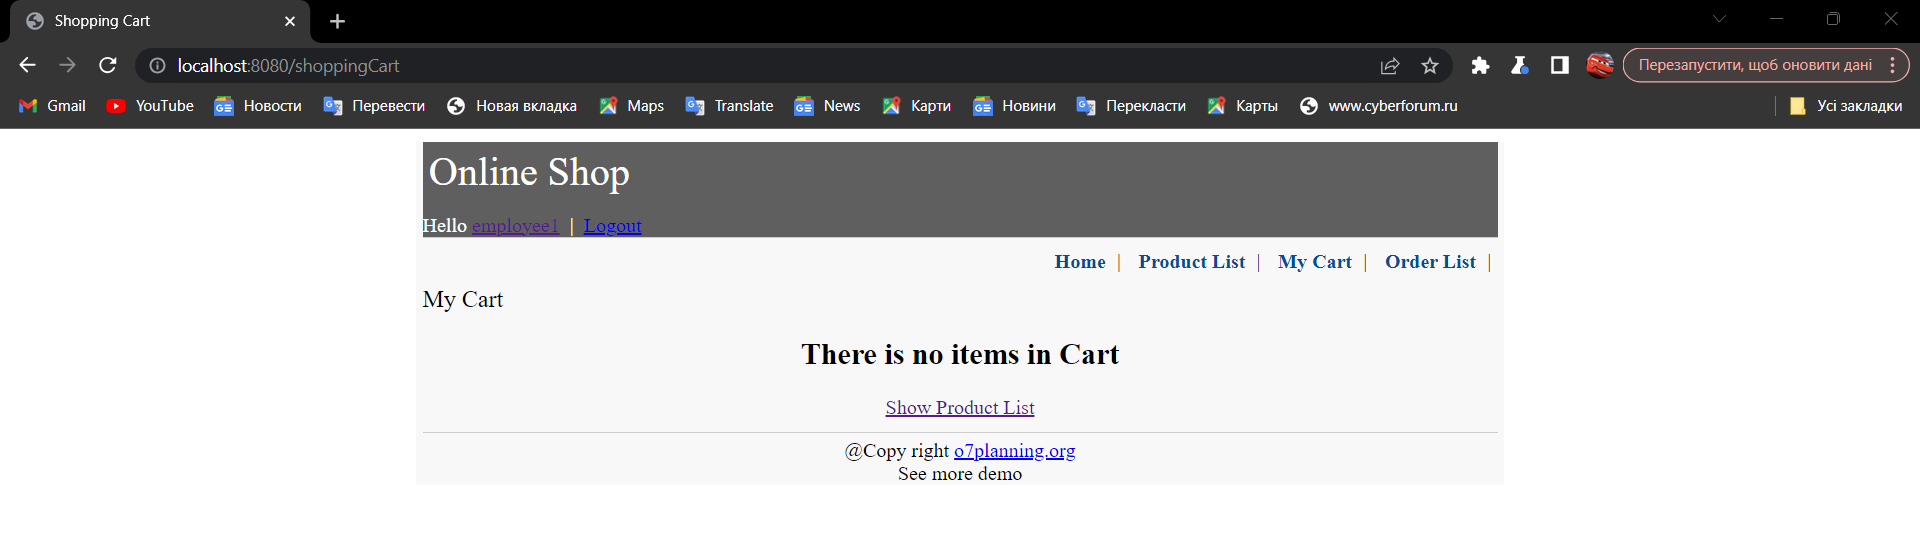 Shopping Cart
localhost:8080/shoppingCart
Перезапустити, щоб оновити дані
Gmail YouTube Новости Перевести Новая вкладка Maps Translate News Карти Новини Перекласти Карты www.cyberforum.ru Усі закладки
Online Shop
Hello employee1 | Logout
Home | Product List | My Cart | Order List |
My Cart
There is no items in Cart
Show Product List
@Copy right o7planning.org
See more demo